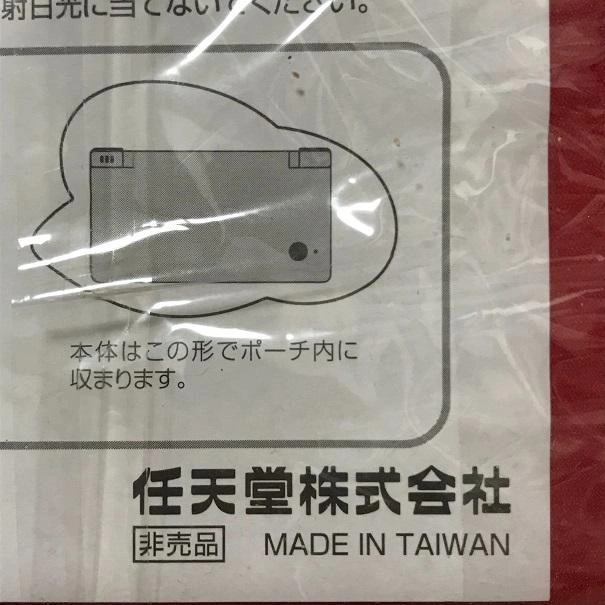 射日光に当てないでください。
本体はこの形でポーチ内に
収まります。
任天堂株式会社
非売品 MADE IN TAIWAN